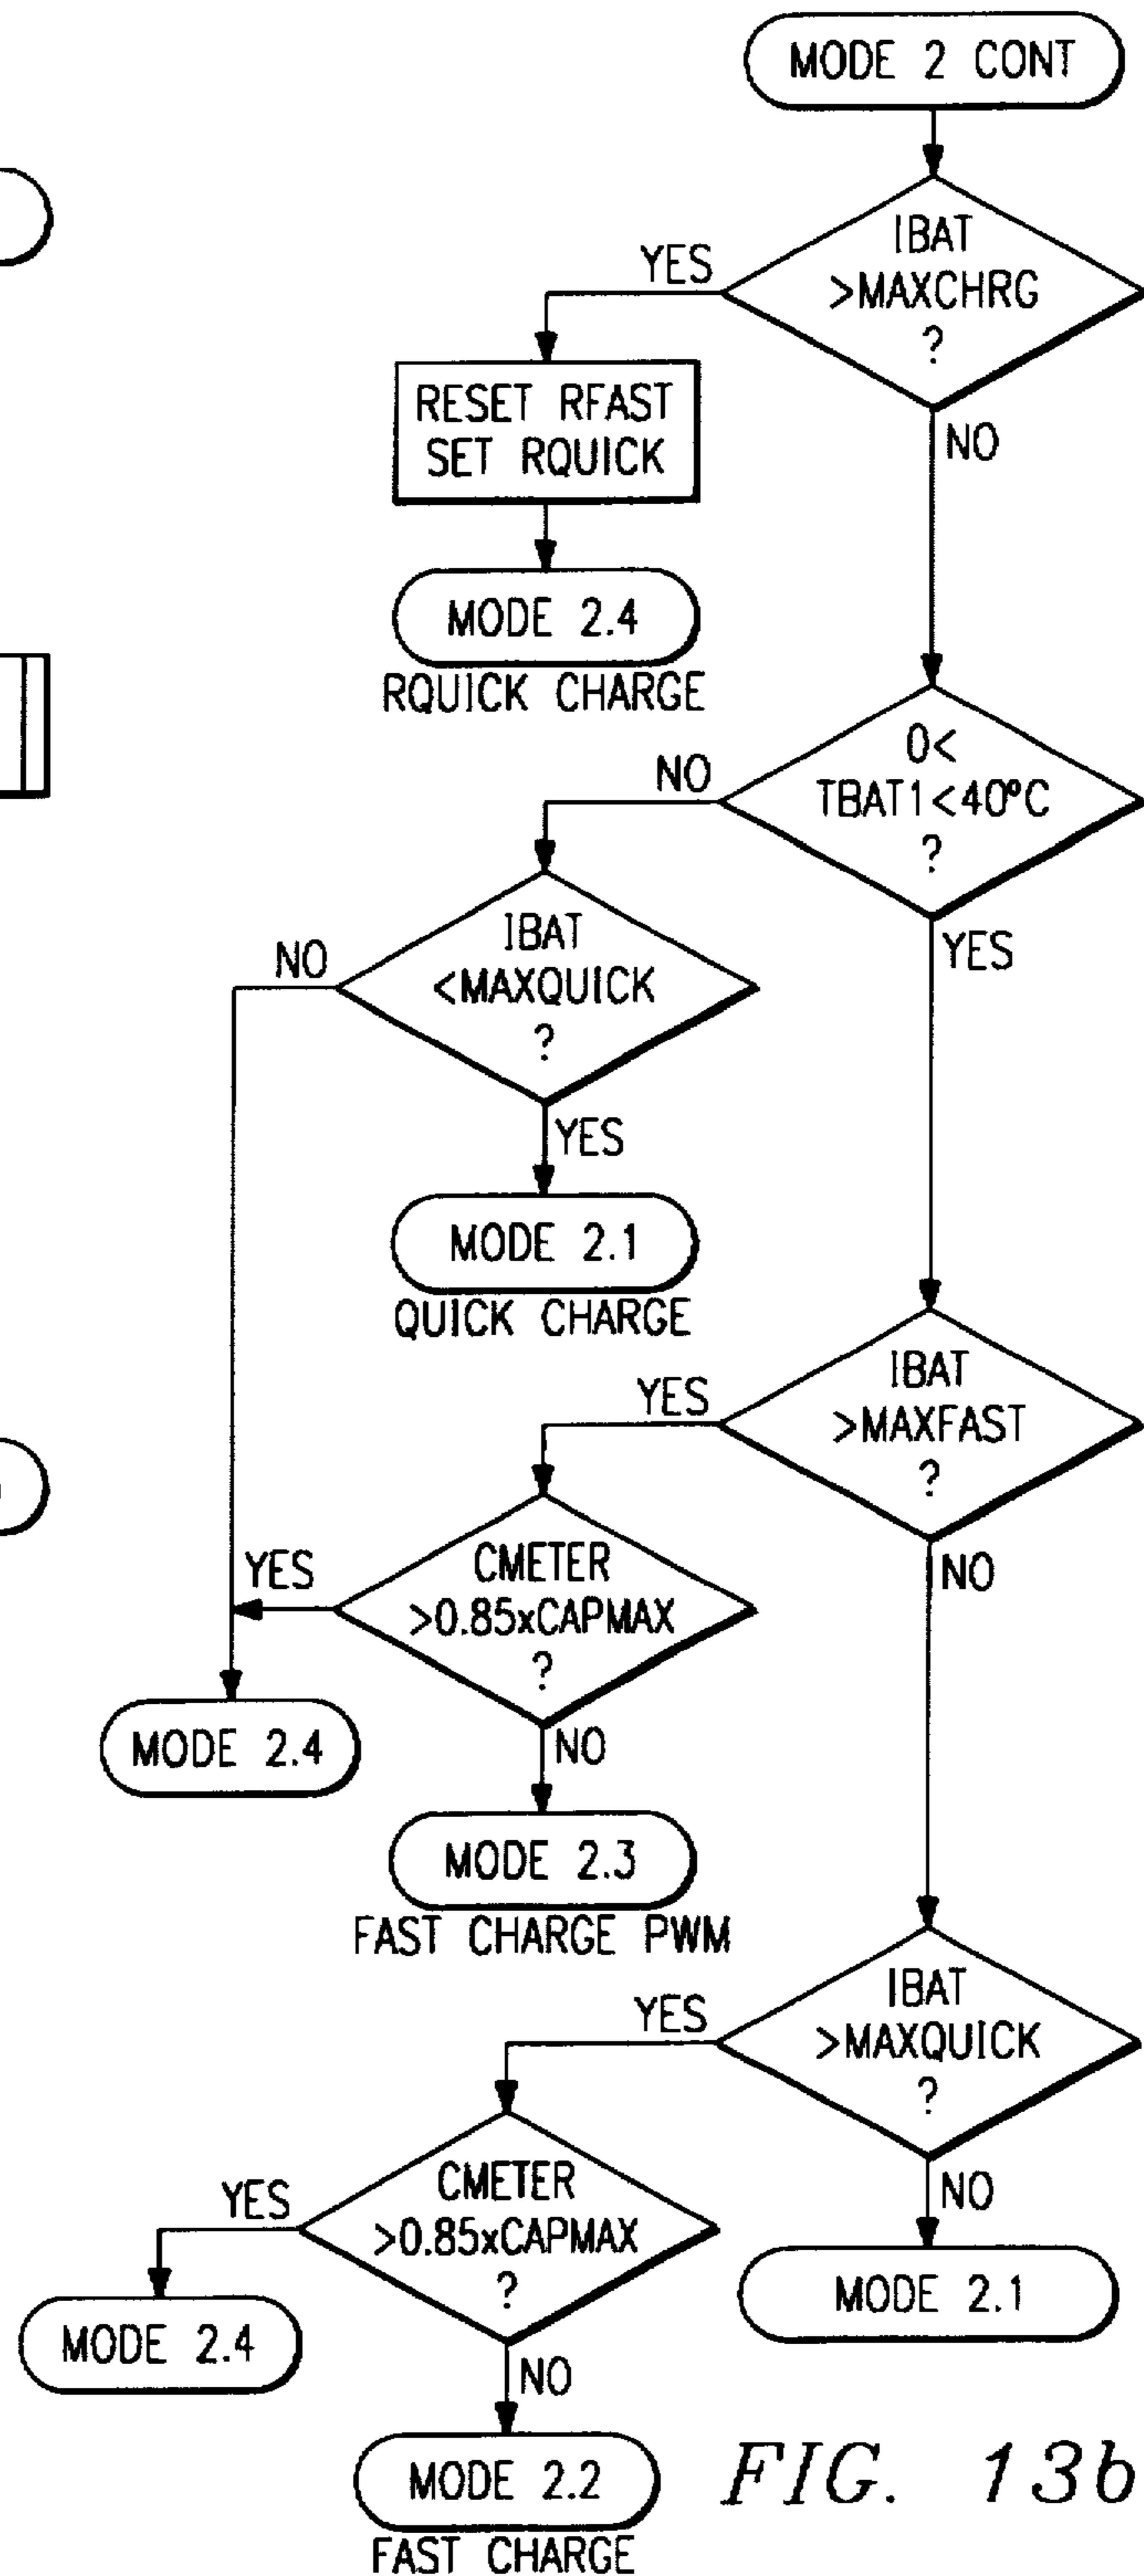 MODE 2 CONT
IBAT
>MAXCHRG
?
YES
NO
RESET RFAST
SET RQUICK
MODE 2.4
RQUICK CHARGE
0<
TBAT1<40°C
?
NO
YES
IBAT
<MAXQUICK
?
NO
YES
MODE 2.1
QUICK CHARGE
IBAT
>MAXFAST
?
YES
NO
CMETER
>0.85xCAPMAX
?
YES
NO
MODE 2.4
MODE 2.3
FAST CHARGE PWM
IBAT
>MAXQUICK
?
YES
NO
CMETER
>0.85xCAPMAX
?
YES
NO
MODE 2.1
MODE 2.4
MODE 2.2
FAST CHARGE
FIG. 13b